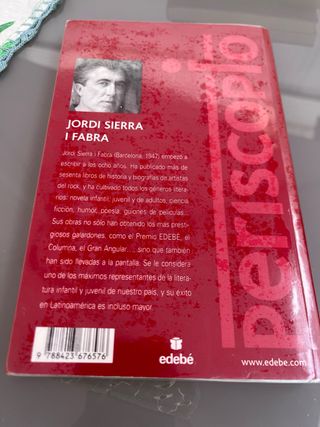 JORDI SIERRA
I FABRA
Jordi Sierra i Fabra (Barcelona, 1947) empezó a
escribir a los ocho años. Ha publicado más de
sesenta libros de historia y biografías de artistas
del rock, y ha cultivado todos los géneros litera-
rios: novela infantil, juvenil y de adultos, ciencia
ficción, humor, poesía, guiones de películas...
Sus obras no sólo han obtenido los más pres-
tigiosos galardones, como el Premio EDEBÉ, el
Columna, el Gran Angular... sino que también
han sido llevadas a la pantalla. Se le considera
uno de los máximos representantes de la litera-
tura infantil y juvenil de nuestro país, y su éxito
en Latinoamérica es incluso mayor.
periscopio
9 788423 676576
edebé
www.edebe.com